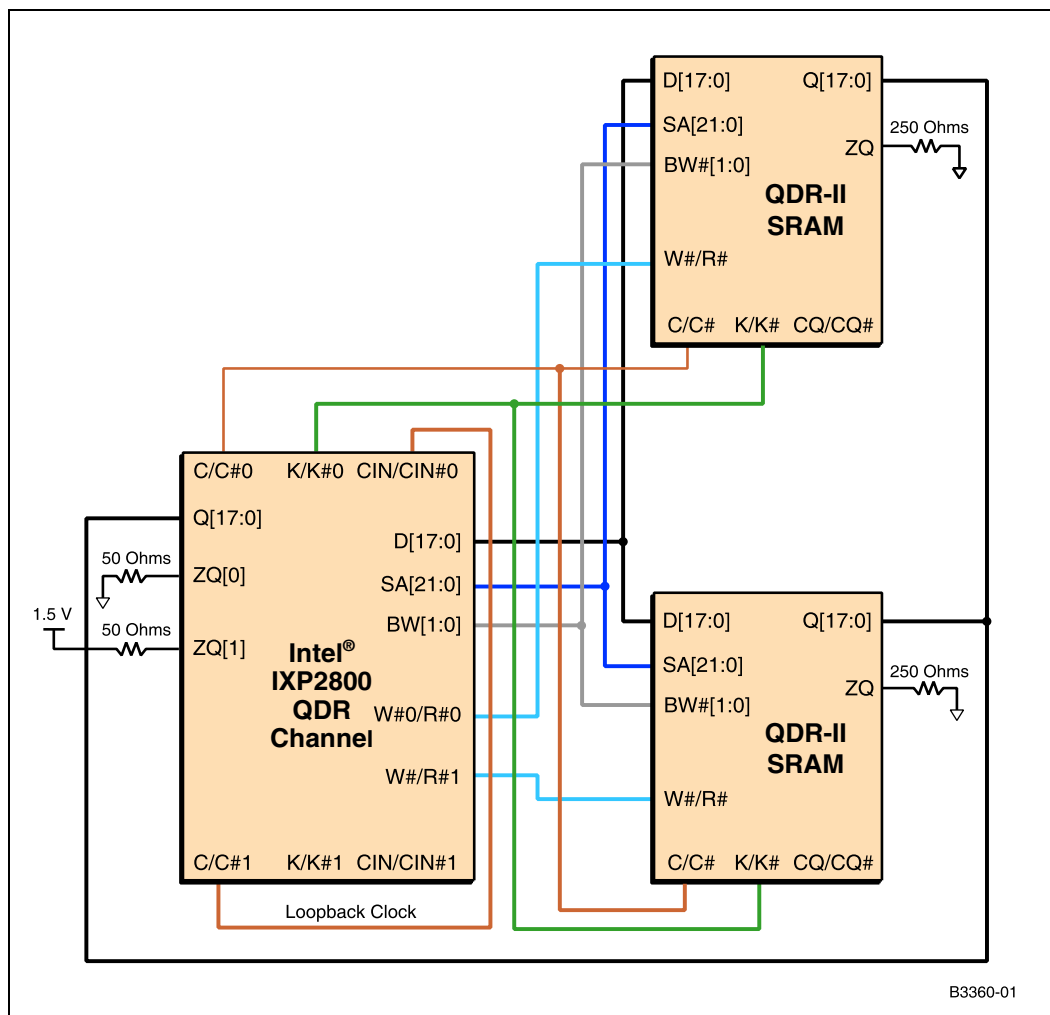 D[17:0]
Q[17:0]
SA[21:0]
250 Ohms
ZQ
BW#[1:0]
QDR-II
SRAM
W#/R#
C/C#
K/K#
CQ/CQ#
C/C#0
K/K#0
CIN/CIN#0
Q[17:0]
D[17:0]
50 Ohms
ZQ[0]
SA[21:0]
1.5 V
50 Ohms
ZQ[1]
BW[1:0]
Intel®
IXP2800
QDR
Channel
W#0/R#0
W#/R#1
C/C#1
K/K#1
CIN/CIN#1
Loopback Clock
D[17:0]
Q[17:0]
SA[21:0]
250 Ohms
ZQ
BW#[1:0]
QDR-II
SRAM
W#/R#
C/C#
K/K#
CQ/CQ#
B3360-01